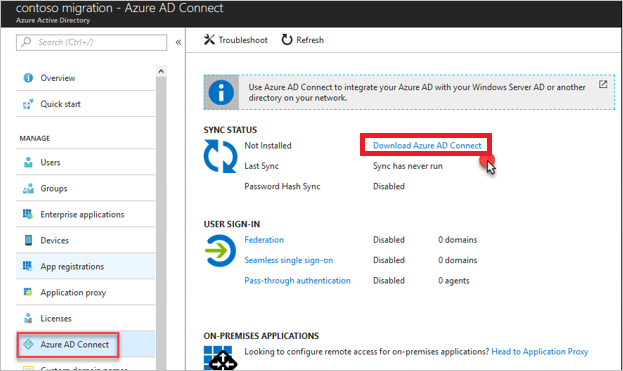 contoso migration - Azure AD Connect
Azure Active Directory
Search (Ctrl+/)
«
Overview
Quick start
MANAGE
Users
Groups
Enterprise applications
Devices
App registrations
Application proxy
Licenses
Azure AD Connect
Custom domain names
Troubleshoot
Refresh
Use Azure AD Connect to integrate your Azure AD with your Windows Server AD or another
directory on your network.
SYNC STATUS
Not Installed Download Azure AD Connect
Last Sync Sync has never run
Password Hash Sync Disabled
USER SIGN-IN
Federation Disabled 0 domains
Seamless single sign-on Disabled 0 domains
Pass-through authentication Disabled 0 agents
ON-PREMISES APPLICATIONS
Looking to configure remote access for on-premises applications? Head to Application Proxy